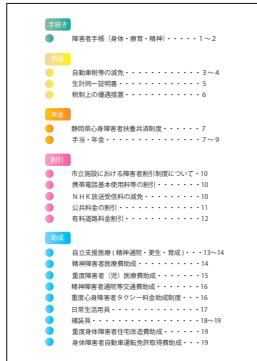 手続き
障害者手帳（身体・療育・精神）・・・・・1～2
税金
自動車税等の減免・・・・・・・・・・・・3～4
生計同一証明書・・・・・・・・・・・・・5
税制上の優遇措置・・・・・・・・・・・・6
年金
静岡県心身障害者扶養共済制度・・・・・・7
手当・年金・・・・・・・・・・・・・・・7～9
割引
市立施設における障害者割引制度について・10
携帯電話基本使用料等の割引・・・・・・・10
NHK放送受信料の減免・・・・・・・・・10
公共料金の割引・・・・・・・・・・・・・11
有料道路料金割引・・・・・・・・・・・・12
助成
自立支援医療(精神通院・更生・育成)・・・13～14
精神障害者医療費助成・・・・・・・・・・14
重度障害者（児）医療費助成・・・・・・・15
精神障害者通院等交通費助成・・・・・・・16
重度心身障害者タクシー料金助成制度・・・16
日常生活用具・・・・・・・・・・・・・・17
補装具・・・・・・・・・・・・・・・・・18～19
重度身体障害者住宅改造費助成・・・・・・19
身体障害者自動車運転免許取得費助成・・・19